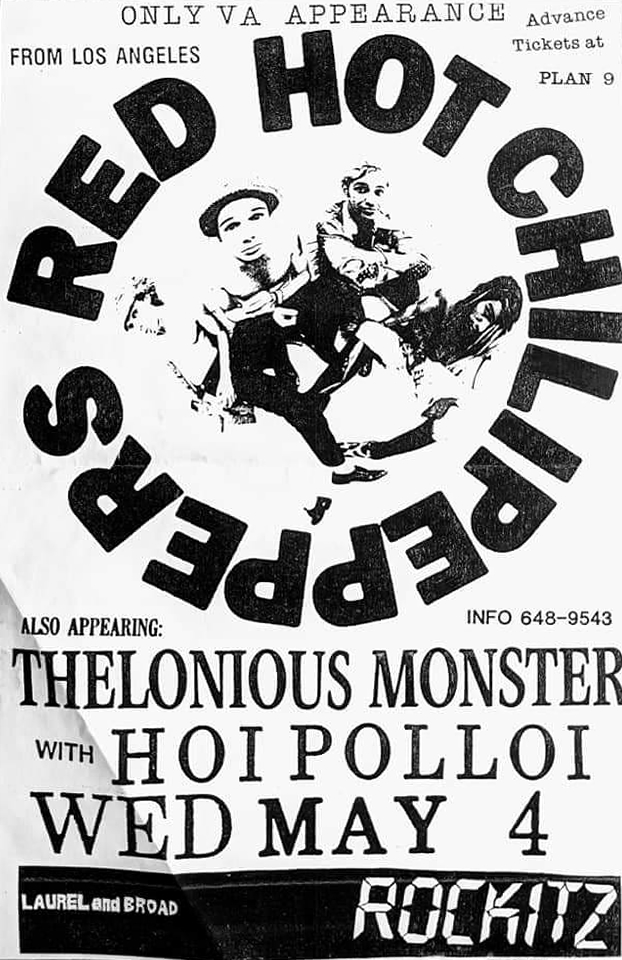 ONLY VA APPEARANCE
Advance
Tickets at
PLAN 9
FROM LOS ANGELES
RED HOT CHILI PEPPERS
INFO 648-9543
ALSO APPEARING:
THELONIOUS MONSTER
WITH HOI POLLOI
WED MAY 4
LAUREL and BROAD
ROCKITZ